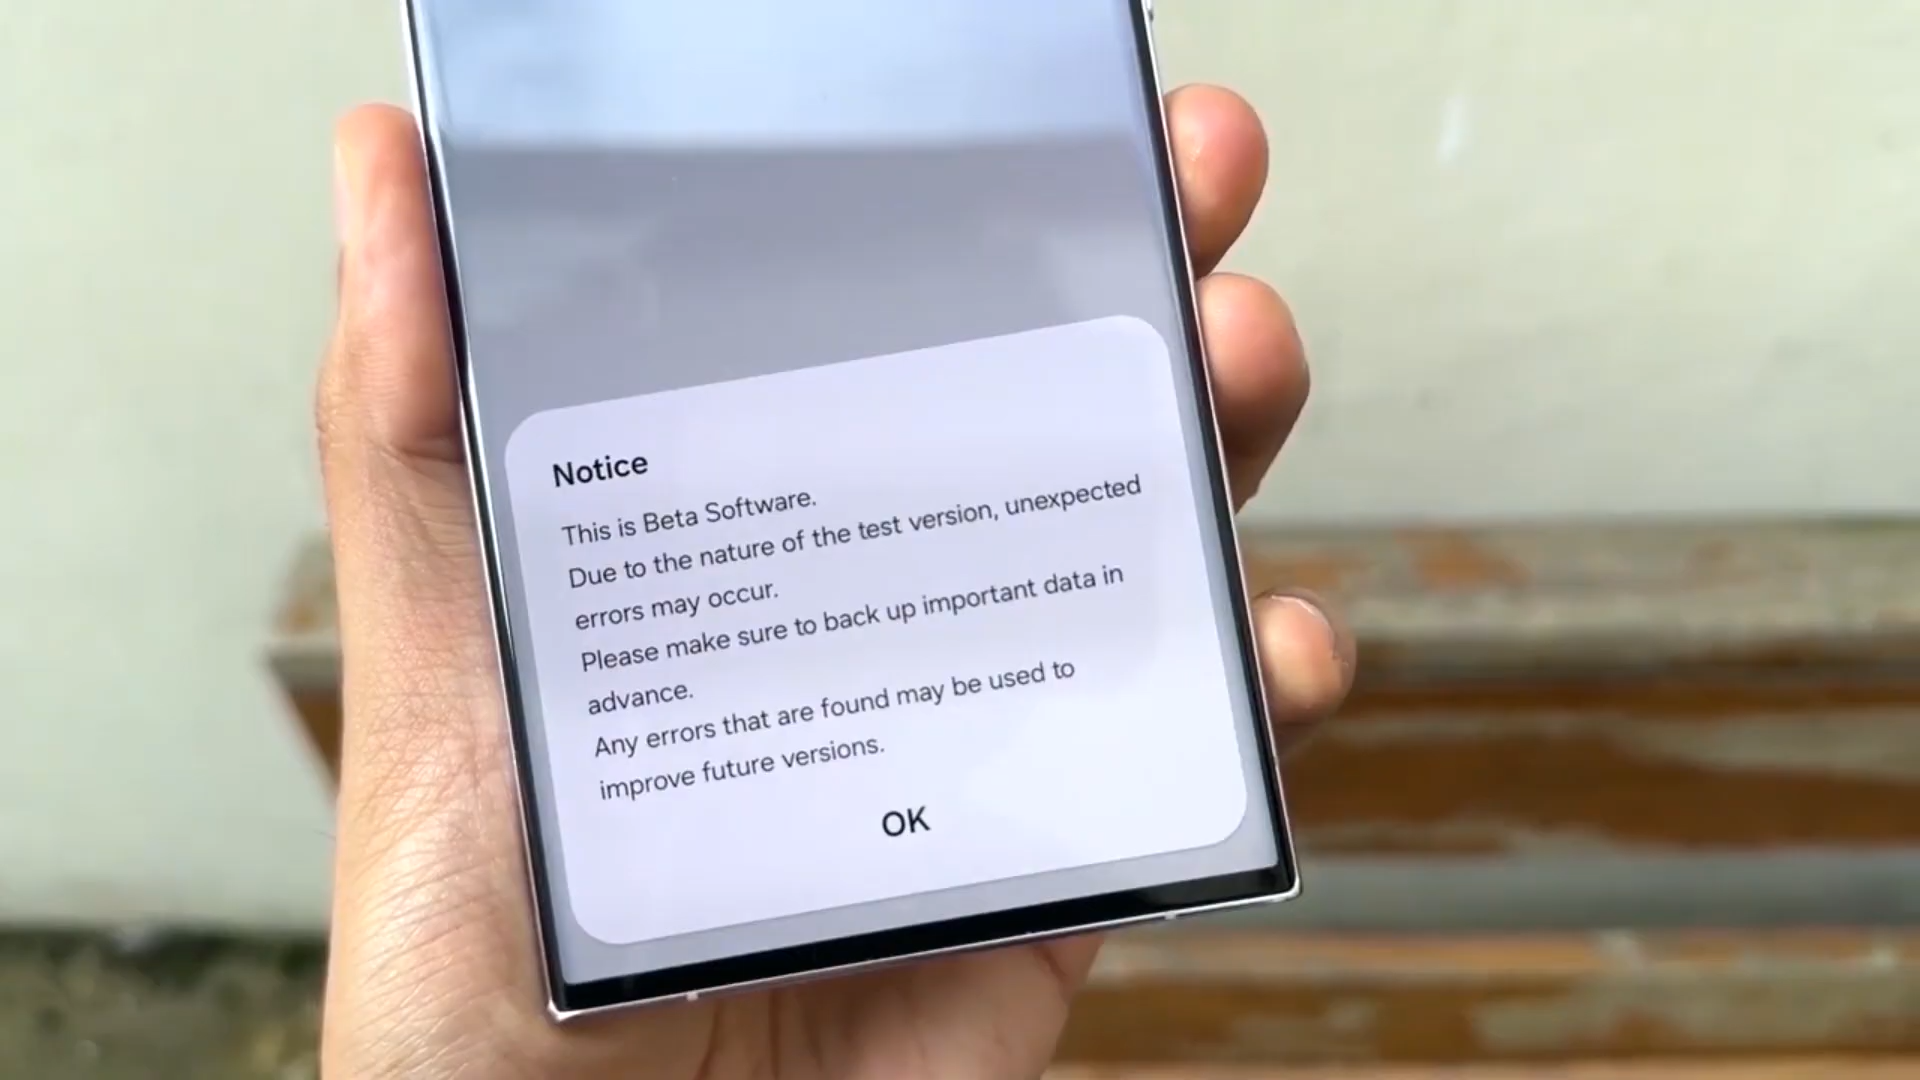 Notice
This is Beta Software.
Due to the nature of the test version, unexpected
errors may occur.
Please make sure to back up important data in
advance.
Any errors that are found may be used to
improve future versions.
OK